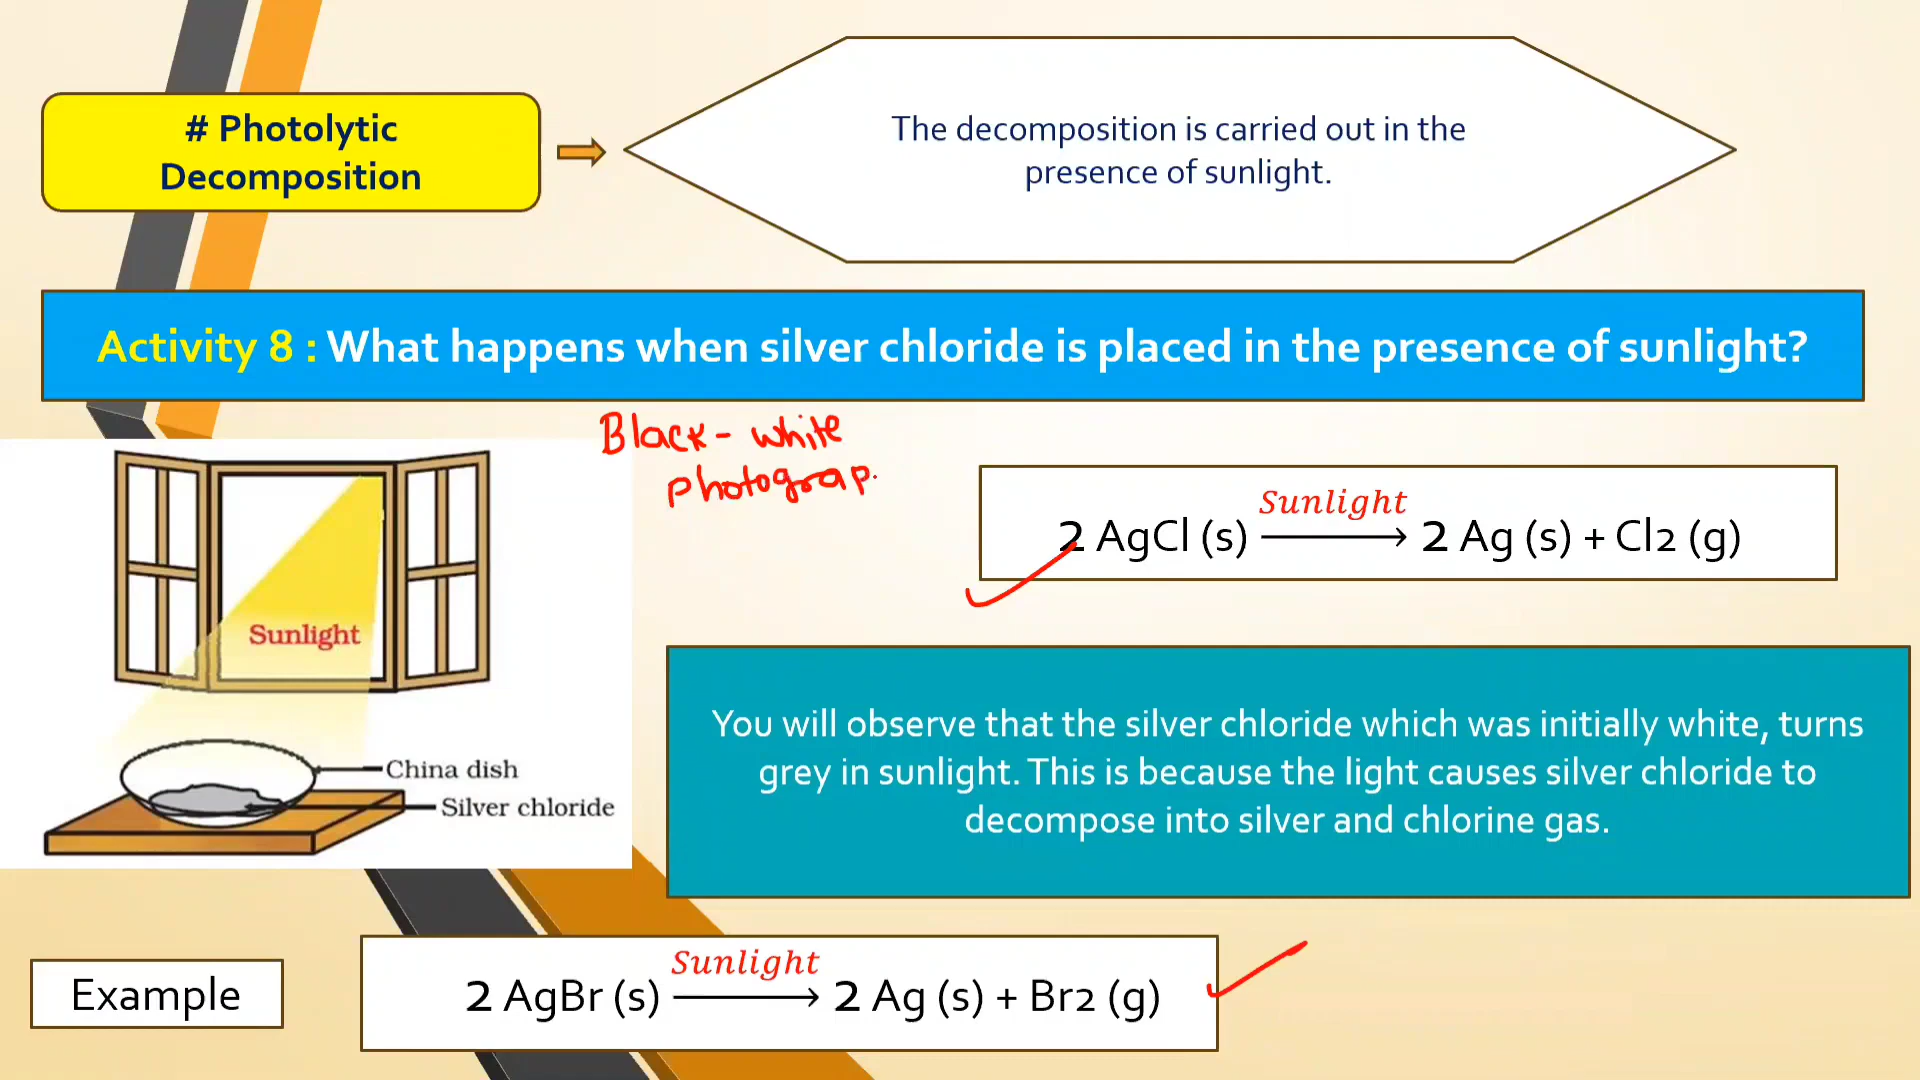 # Photolytic
Decomposition
The decomposition is carried out in the
presence of sunlight.
Activity 8 : What happens when silver chloride is placed in the presence of sunlight?
Black - white
photograp.
Sunlight
2 AgCl (s) ⟶ 2 Ag (s) + Cl2 (g)
Sunlight
China dish
Silver chloride
You will observe that the silver chloride which was initially white, turns
grey in sunlight. This is because the light causes silver chloride to
decompose into silver and chlorine gas.
Example
Sunlight
2 AgBr (s) ⟶ 2 Ag (s) + Br2 (g)